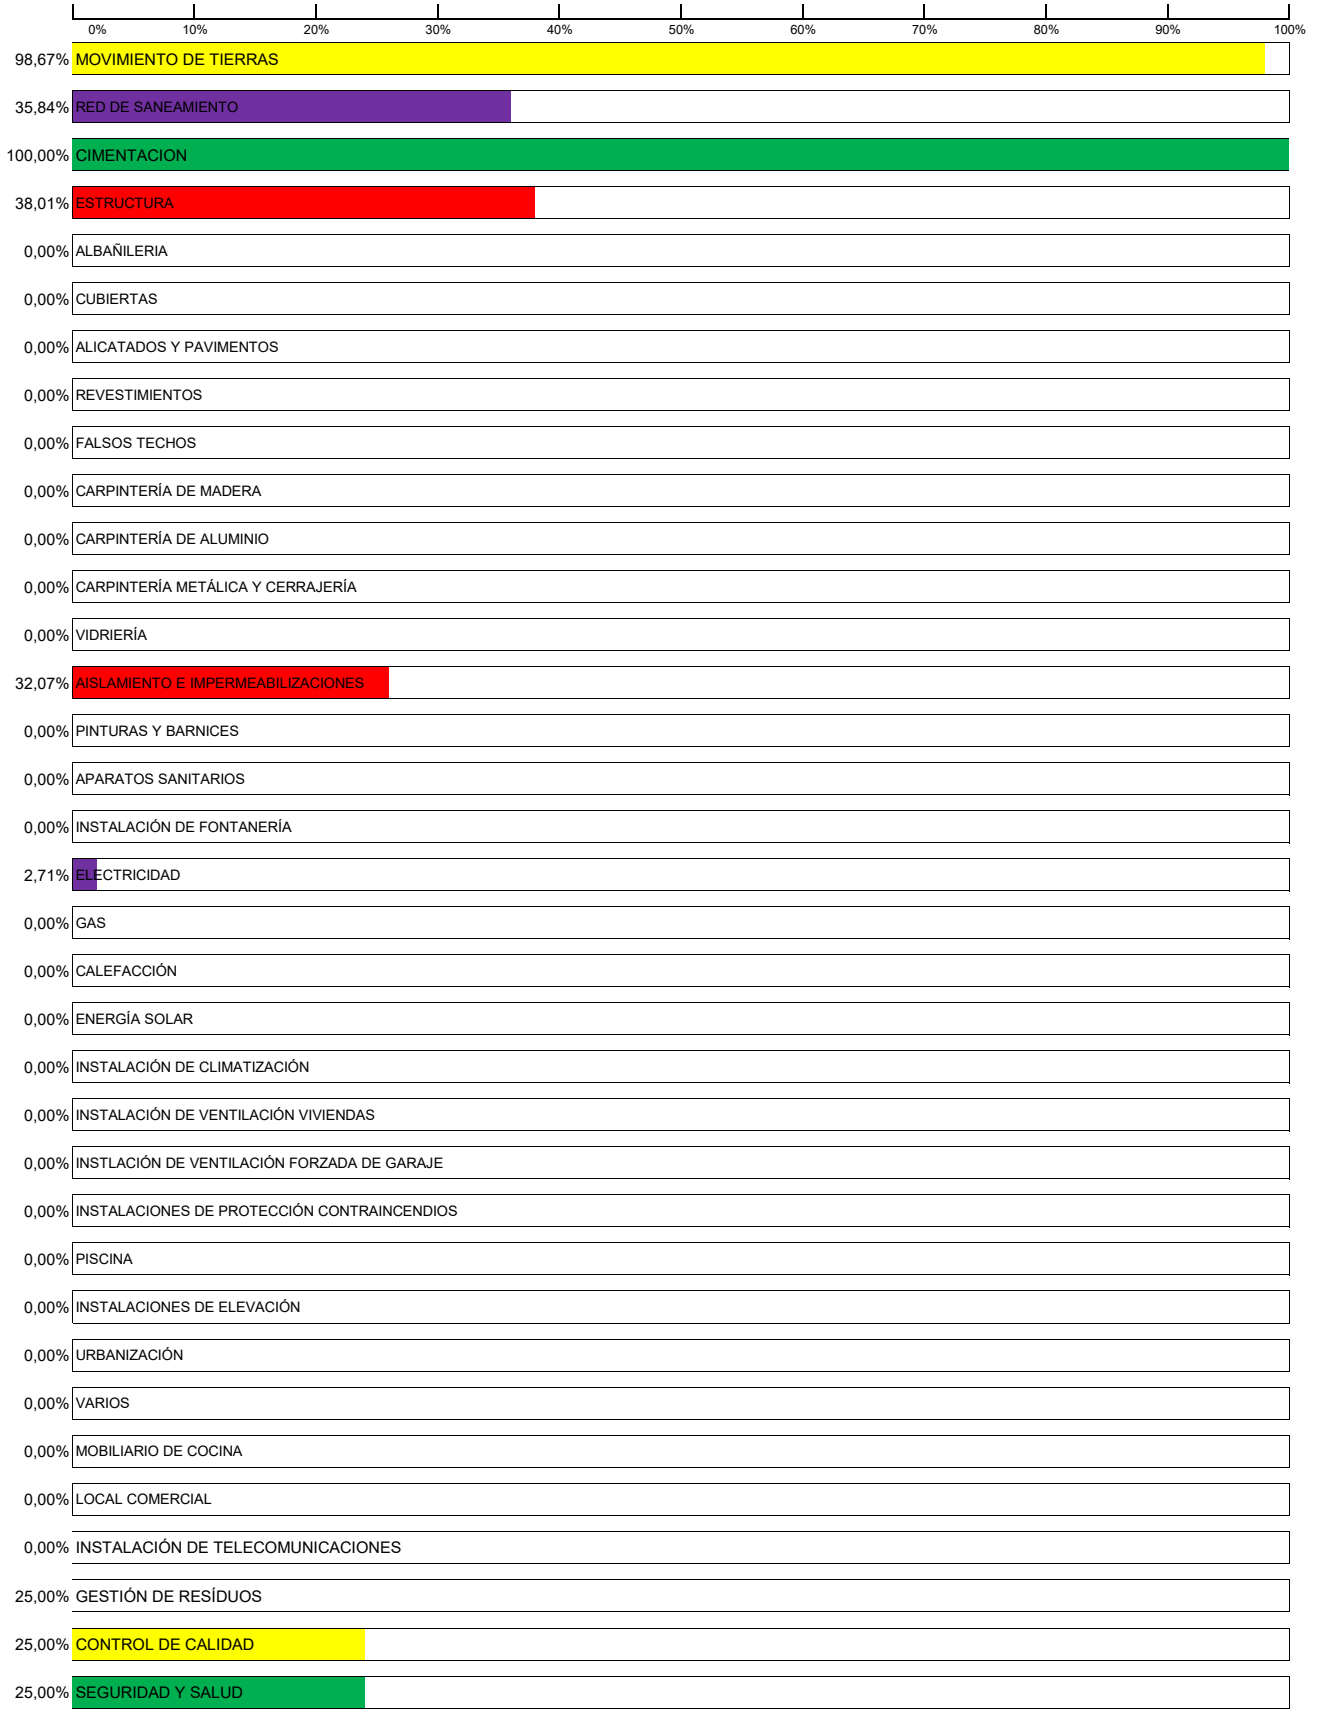 0% 10% 20% 30% 40% 50% 60% 70% 80% 90% 100%
98,67% MOVIMIENTO DE TIERRAS
35,84% RED DE SANEAMIENTO
100,00% CIMENTACION
38,01% ESTRUCTURA
0,00% ALBAÑILERIA
0,00% CUBIERTAS
0,00% ALICATADOS Y PAVIMENTOS
0,00% REVESTIMIENTOS
0,00% FALSOS TECHOS
0,00% CARPINTERÍA DE MADERA
0,00% CARPINTERÍA DE ALUMINIO
0,00% CARPINTERÍA METÁLICA Y CERRAJERÍA
0,00% VIDRIERÍA
32,07% AISLAMIENTO E IMPERMEABILIZACIONES
0,00% PINTURAS Y BARNICES
0,00% APARATOS SANITARIOS
0,00% INSTALACIÓN DE FONTANERÍA
2,71% ELECTRICIDAD
0,00% GAS
0,00% CALEFACCIÓN
0,00% ENERGÍA SOLAR
0,00% INSTALACIÓN DE CLIMATIZACIÓN
0,00% INSTALACIÓN DE VENTILACIÓN VIVIENDAS
0,00% INSTLACIÓN DE VENTILACIÓN FORZADA DE GARAJE
0,00% INSTALACIONES DE PROTECCIÓN CONTRAINCENDIOS
0,00% PISCINA
0,00% INSTALACIONES DE ELEVACIÓN
0,00% URBANIZACIÓN
0,00% VARIOS
0,00% MOBILIARIO DE COCINA
0,00% LOCAL COMERCIAL
0,00% INSTALACIÓN DE TELECOMUNICACIONES
25,00% GESTIÓN DE RESÍDUOS
25,00% CONTROL DE CALIDAD
25,00% SEGURIDAD Y SALUD